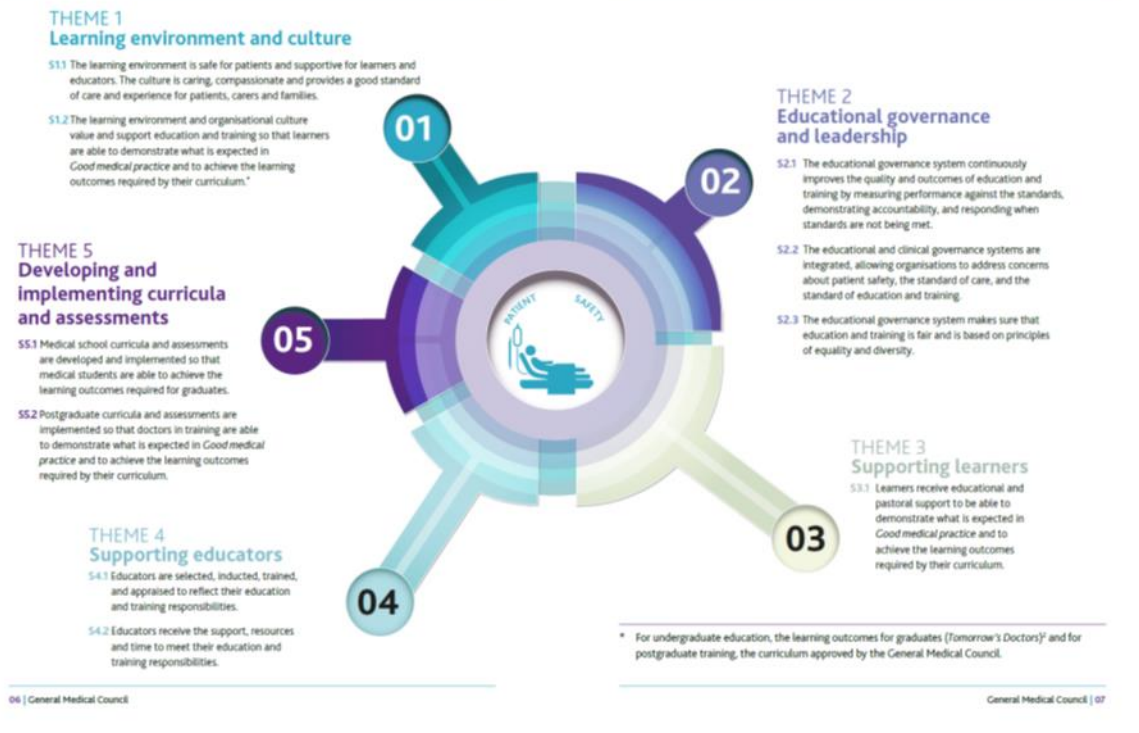 THEME 1
Learning environment and culture
S1.1 The learning environment is safe for patients and supportive for learners and
educators. The culture is caring, compassionate and provides a good standard
of care and experience for patients, carers and families.
S1.2 The learning environment and organisational culture
value and support education and training so that learners
are able to demonstrate what is expected in
Good medical practice and to achieve the learning
outcomes required by their curriculum.*
01
THEME 2
Educational governance
and leadership
S2.1 The educational governance system continuously
improves the quality and outcomes of education and
training by measuring performance against the standards,
demonstrating accountability, and responding when
standards are not being met.
S2.2 The educational and clinical governance systems are
integrated, allowing organisations to address concerns
about patient safety, the standard of care, and the
standard of education and training.
S2.3 The educational governance system makes sure that
education and training is fair and is based on principles
of equality and diversity.
02
THEME 5
Developing and
implementing curricula
and assessments
S5.1 Medical school curricula and assessments
are developed and implemented so that
medical students are able to achieve the
learning outcomes required for graduates.
S5.2 Postgraduate curricula and assessments are
implemented so that doctors in training are able
to demonstrate what is expected in Good medical
practice and to achieve the learning outcomes
required by their curriculum.
05
PATIENT SAFETY
THEME 3
Supporting learners
S3.1 Learners receive educational and
pastoral support to be able to
demonstrate what is expected in
Good medical practice and to
achieve the learning outcomes
required by their curriculum.
03
THEME 4
Supporting educators
S4.1 Educators are selected, inducted, trained,
and appraised to reflect their education
and training responsibilities.
S4.2 Educators receive the support, resources
and time to meet their education and
training responsibilities.
04
* For undergraduate education, the learning outcomes for graduates (Tomorrow's Doctors)² and for
postgraduate training, the curriculum approved by the General Medical Council.
06 | General Medical Council
General Medical Council | 07